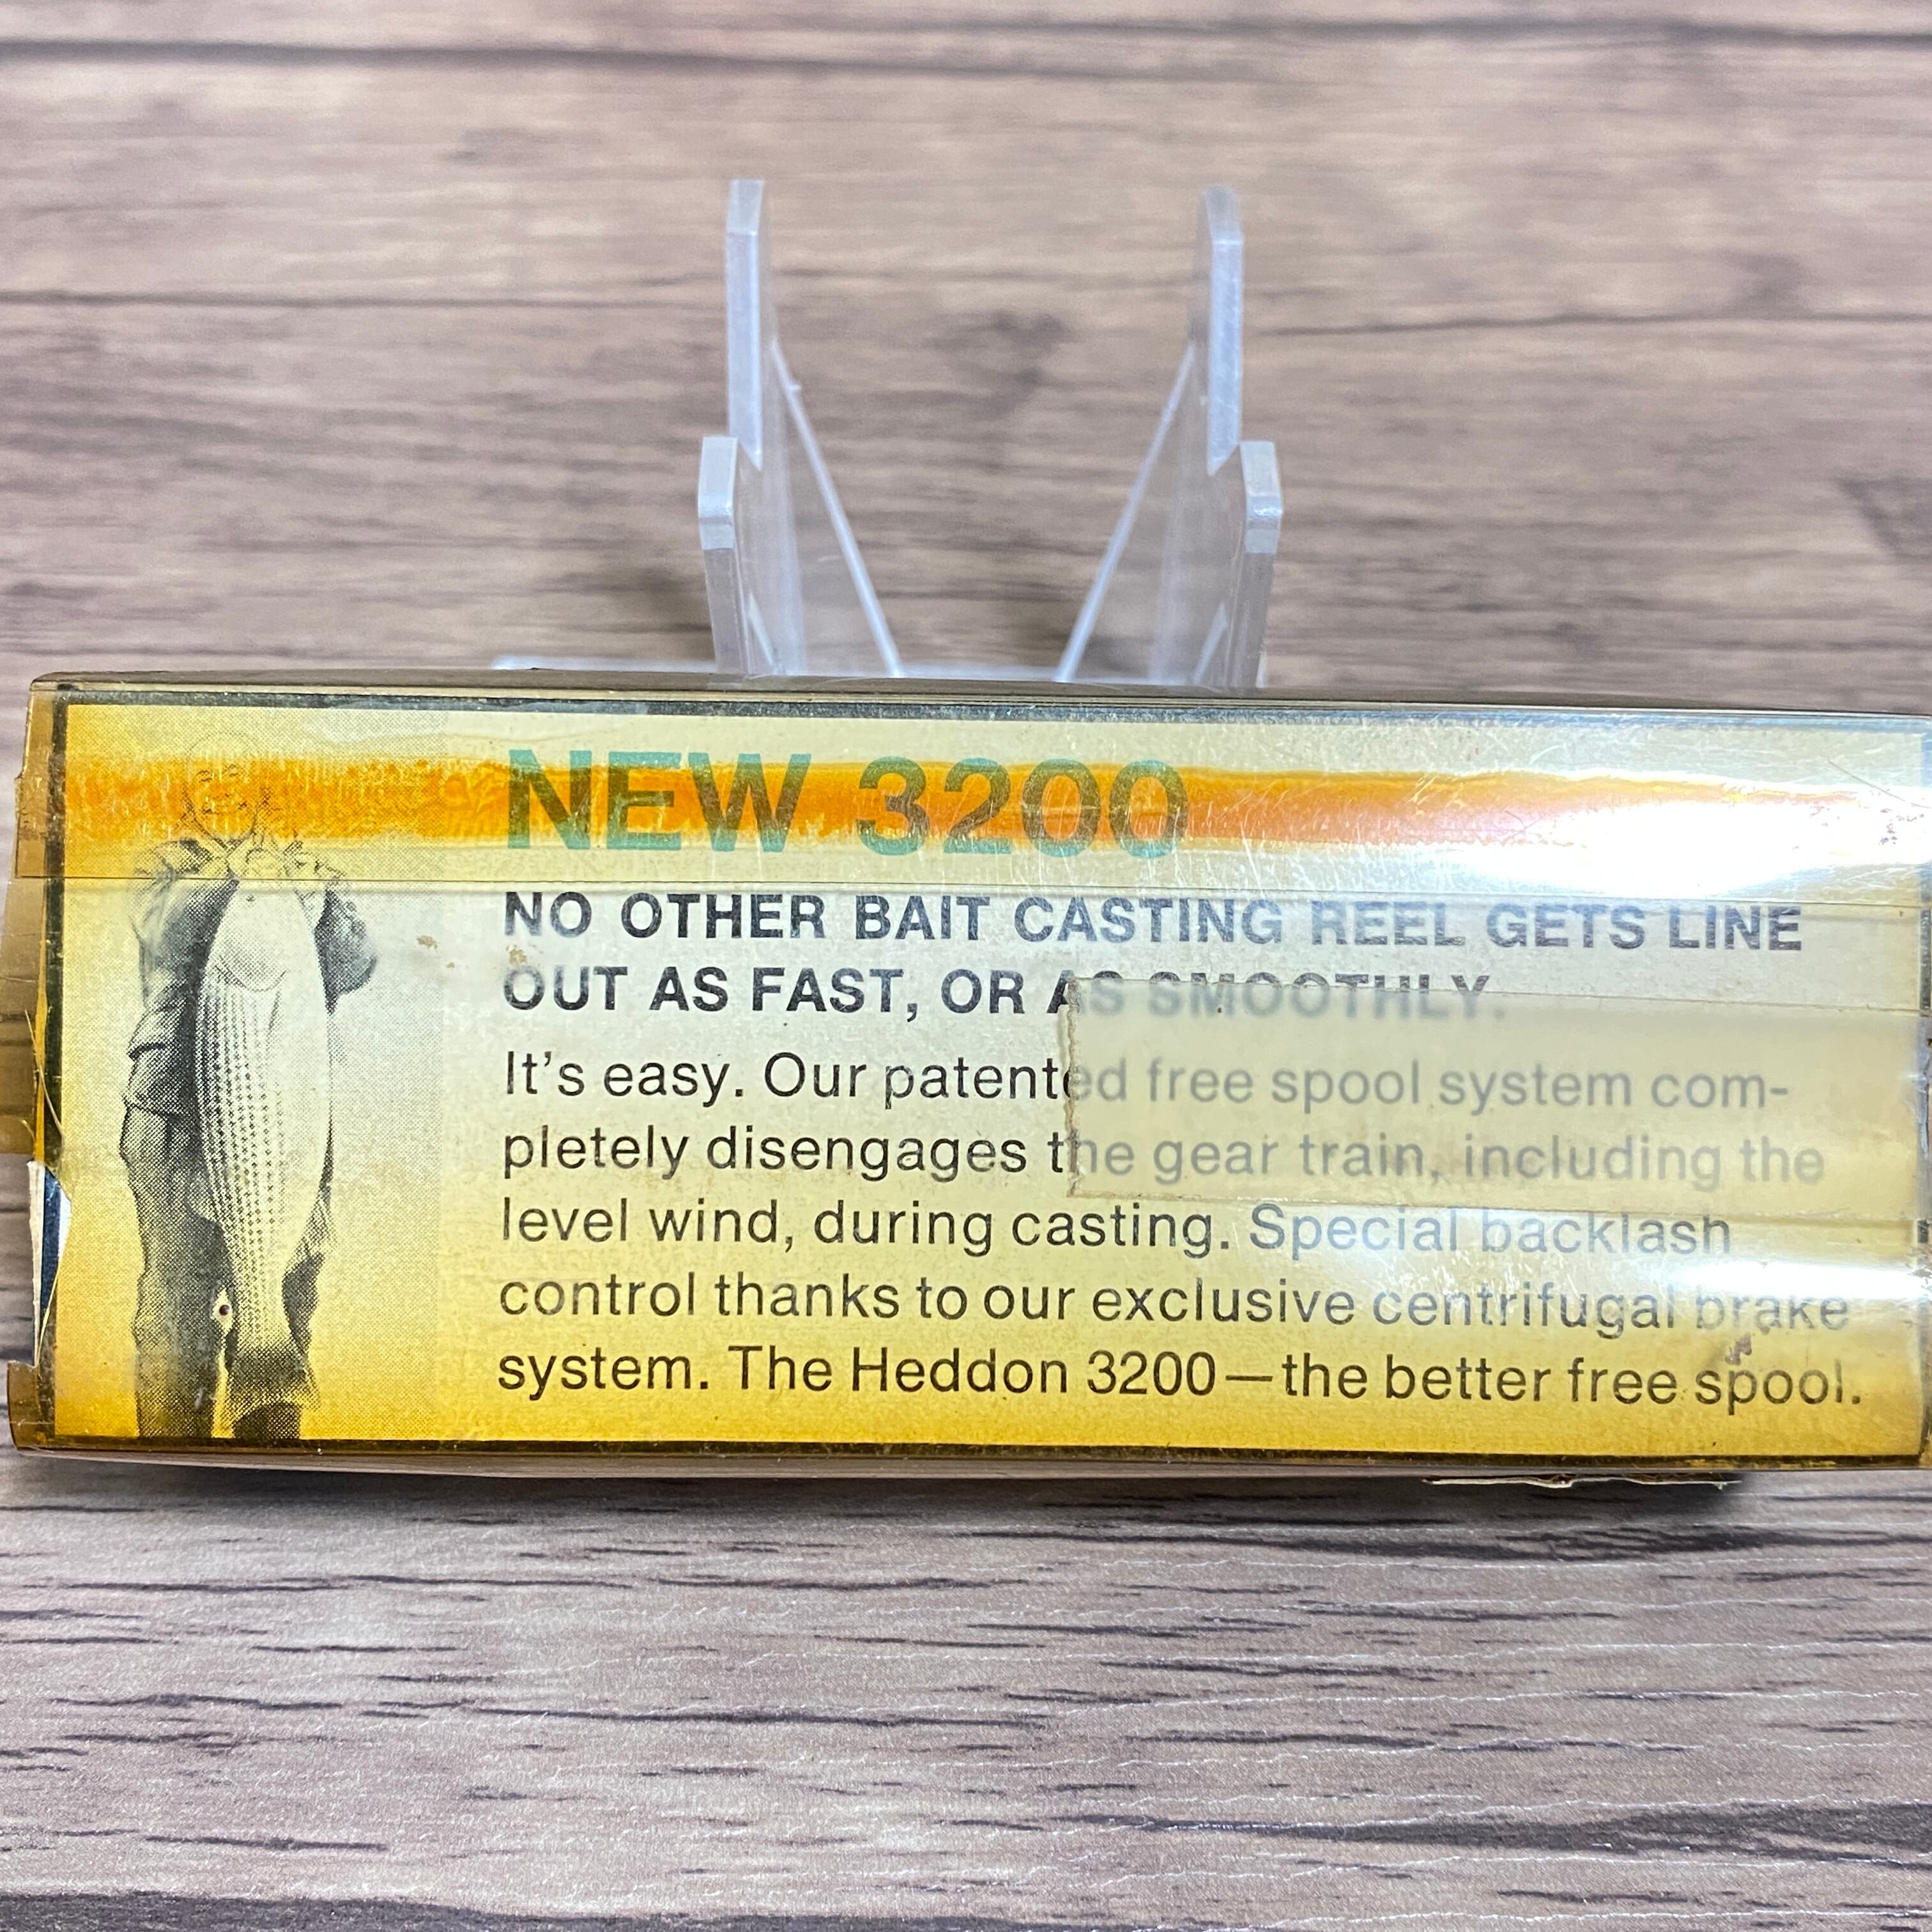 NEW 3200
NO OTHER BAIT CASTING REEL GETS LINE
OUT AS FAST, OR AS SMOOTHLY.
It's easy. Our patented free spool system com-
pletely disengages the gear train, including the
level wind, during casting. Special backlash
control thanks to our exclusive centrifugal brake
system. The Heddon 3200—the better free spool.